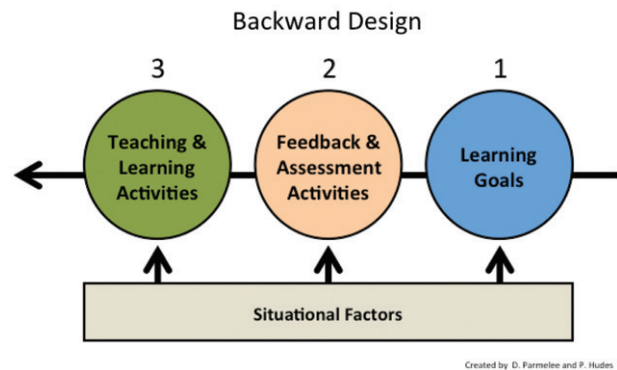 Backward Design
3 2 1
Teaching &
Learning
Activities
Feedback &
Assessment
Activities
Learning
Goals
Situational Factors
Created by D. Parmelee and P. Hudes